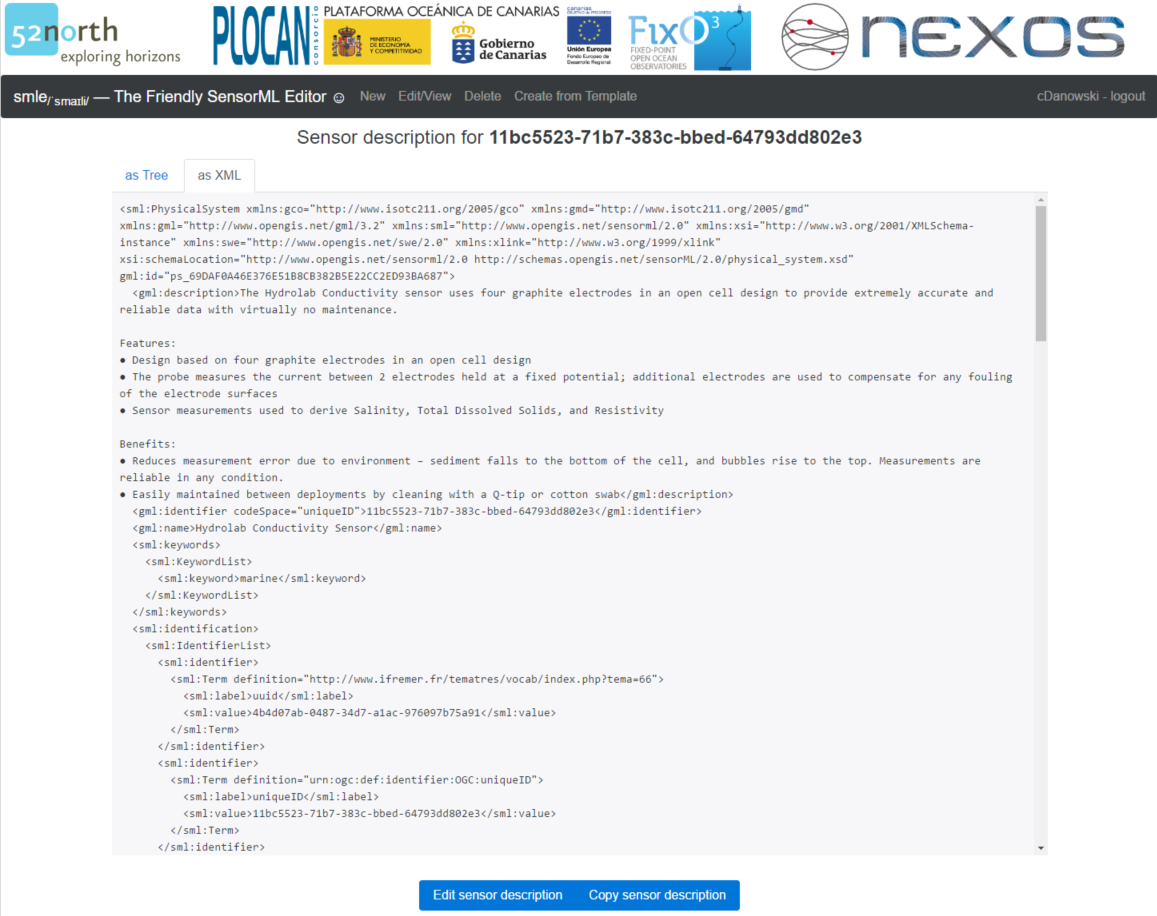 52north
exploring horizons
PLOCAN
consorcio
PLATAFORMA OCEÁNICA DE CANARIAS
MINISTERIO
DE ECONOMÍA
Y COMPETITIVIDAD
Gobierno
de Canarias
Unión Europea
Fondo Europeo de
Desarrollo Regional
FixO3
FIXED-POINT
OPEN OCEAN
OBSERVATORIES
nexos
smle/ˈsmaɪli/ — The Friendly SensorML Editor ☺ New Edit/View Delete Create from Template cDanowski - logout
Sensor description for 11bc5523-71b7-383c-bbed-64793dd802e3
as Tree as XML
<sml:PhysicalSystem xmlns:gco="http://www.isotc211.org/2005/gco" xmlns:gmd="http://www.isotc211.org/2005/gmd"
xmlns:gml="http://www.opengis.net/gml/3.2" xmlns:sml="http://www.opengis.net/sensorml/2.0" xmlns:xsi="http://www.w3.org/2001/XMLSchema-
instance" xmlns:swe="http://www.opengis.net/swe/2.0" xmlns:xlink="http://www.w3.org/1999/xlink"
xsi:schemaLocation="http://www.opengis.net/sensorml/2.0 http://schemas.opengis.net/sensorML/2.0/physical_system.xsd"
gml:id="ps_69DAF0A46E376E51B8CB382B5E22CC2ED93BA687">
<gml:description>The Hydrolab Conductivity sensor uses four graphite electrodes in an open cell design to provide extremely accurate and
reliable data with virtually no maintenance.
Features:
● Design based on four graphite electrodes in an open cell design
● The probe measures the current between 2 electrodes held at a fixed potential; additional electrodes are used to compensate for any fouling
of the electrode surfaces
● Sensor measurements used to derive Salinity, Total Dissolved Solids, and Resistivity
Benefits:
● Reduces measurement error due to environment – sediment falls to the bottom of the cell, and bubbles rise to the top. Measurements are
reliable in any condition.
● Easily maintained between deployments by cleaning with a Q-tip or cotton swab</gml:description>
<gml:identifier codeSpace="uniqueID">11bc5523-71b7-383c-bbed-64793dd802e3</gml:identifier>
<gml:name>Hydrolab Conductivity Sensor</gml:name>
<sml:keywords>
<sml:KeywordList>
<sml:keyword>marine</sml:keyword>
</sml:KeywordList>
</sml:keywords>
<sml:identification>
<sml:IdentifierList>
<sml:identifier>
<sml:Term definition="http://www.ifremer.fr/tematres/vocab/index.php?tema=66">
<sml:label>uuid</sml:label>
<sml:value>4b4d07ab-0487-34d7-a1ac-976097b75a91</sml:value>
</sml:Term>
</sml:identifier>
<sml:identifier>
<sml:Term definition="urn:ogc:def:identifier:OGC:uniqueID">
<sml:label>uniqueID</sml:label>
<sml:value>11bc5523-71b7-383c-bbed-64793dd802e3</sml:value>
</sml:Term>
</sml:identifier>
Edit sensor description Copy sensor description